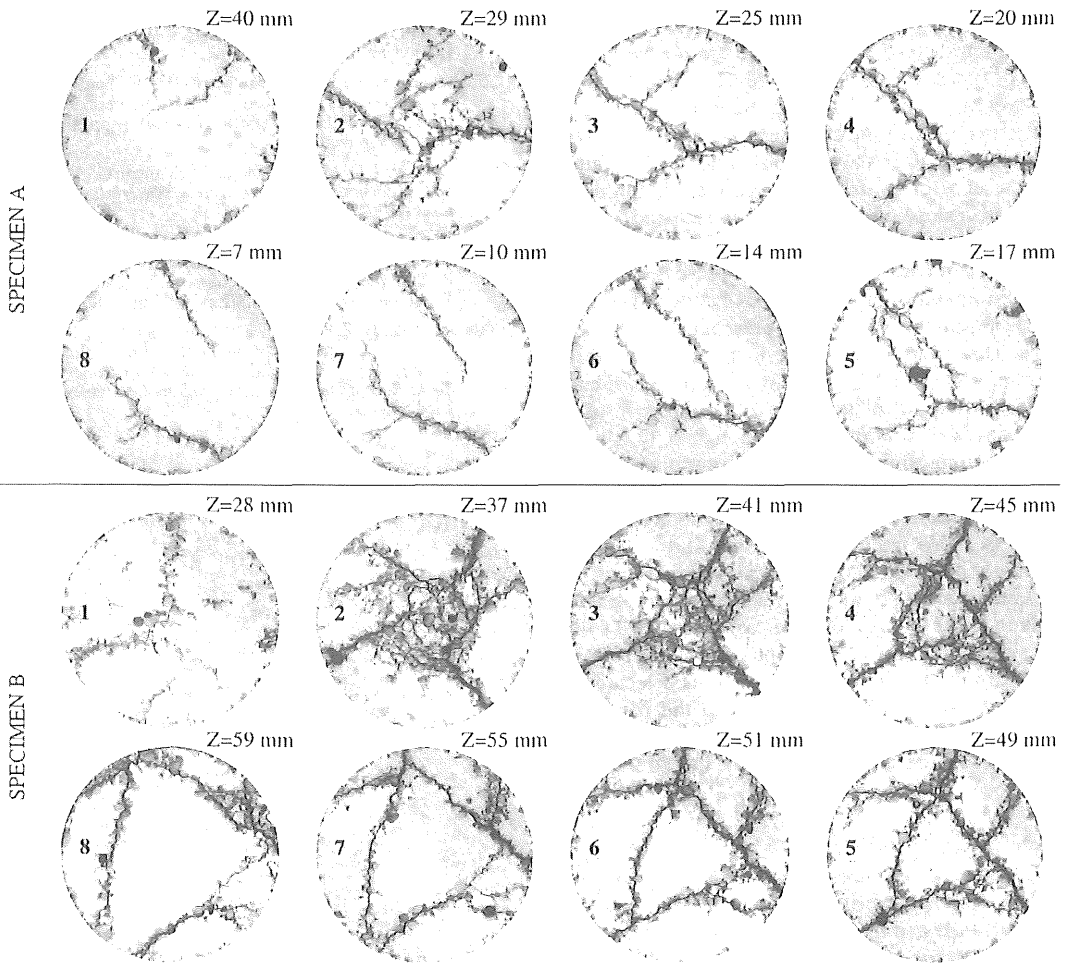 Z=40 mm
Z=29 mm
Z=25 mm
Z=20 mm
1
2
3
4
SPECIMEN A
Z=7 mm
Z=10 mm
Z=14 mm
Z=17 mm
8
7
6
5
Z=28 mm
Z=37 mm
Z=41 mm
Z=45 mm
1
2
3
4
SPECIMEN B
Z=59 mm
Z=55 mm
Z=51 mm
Z=49 mm
8
7
6
5